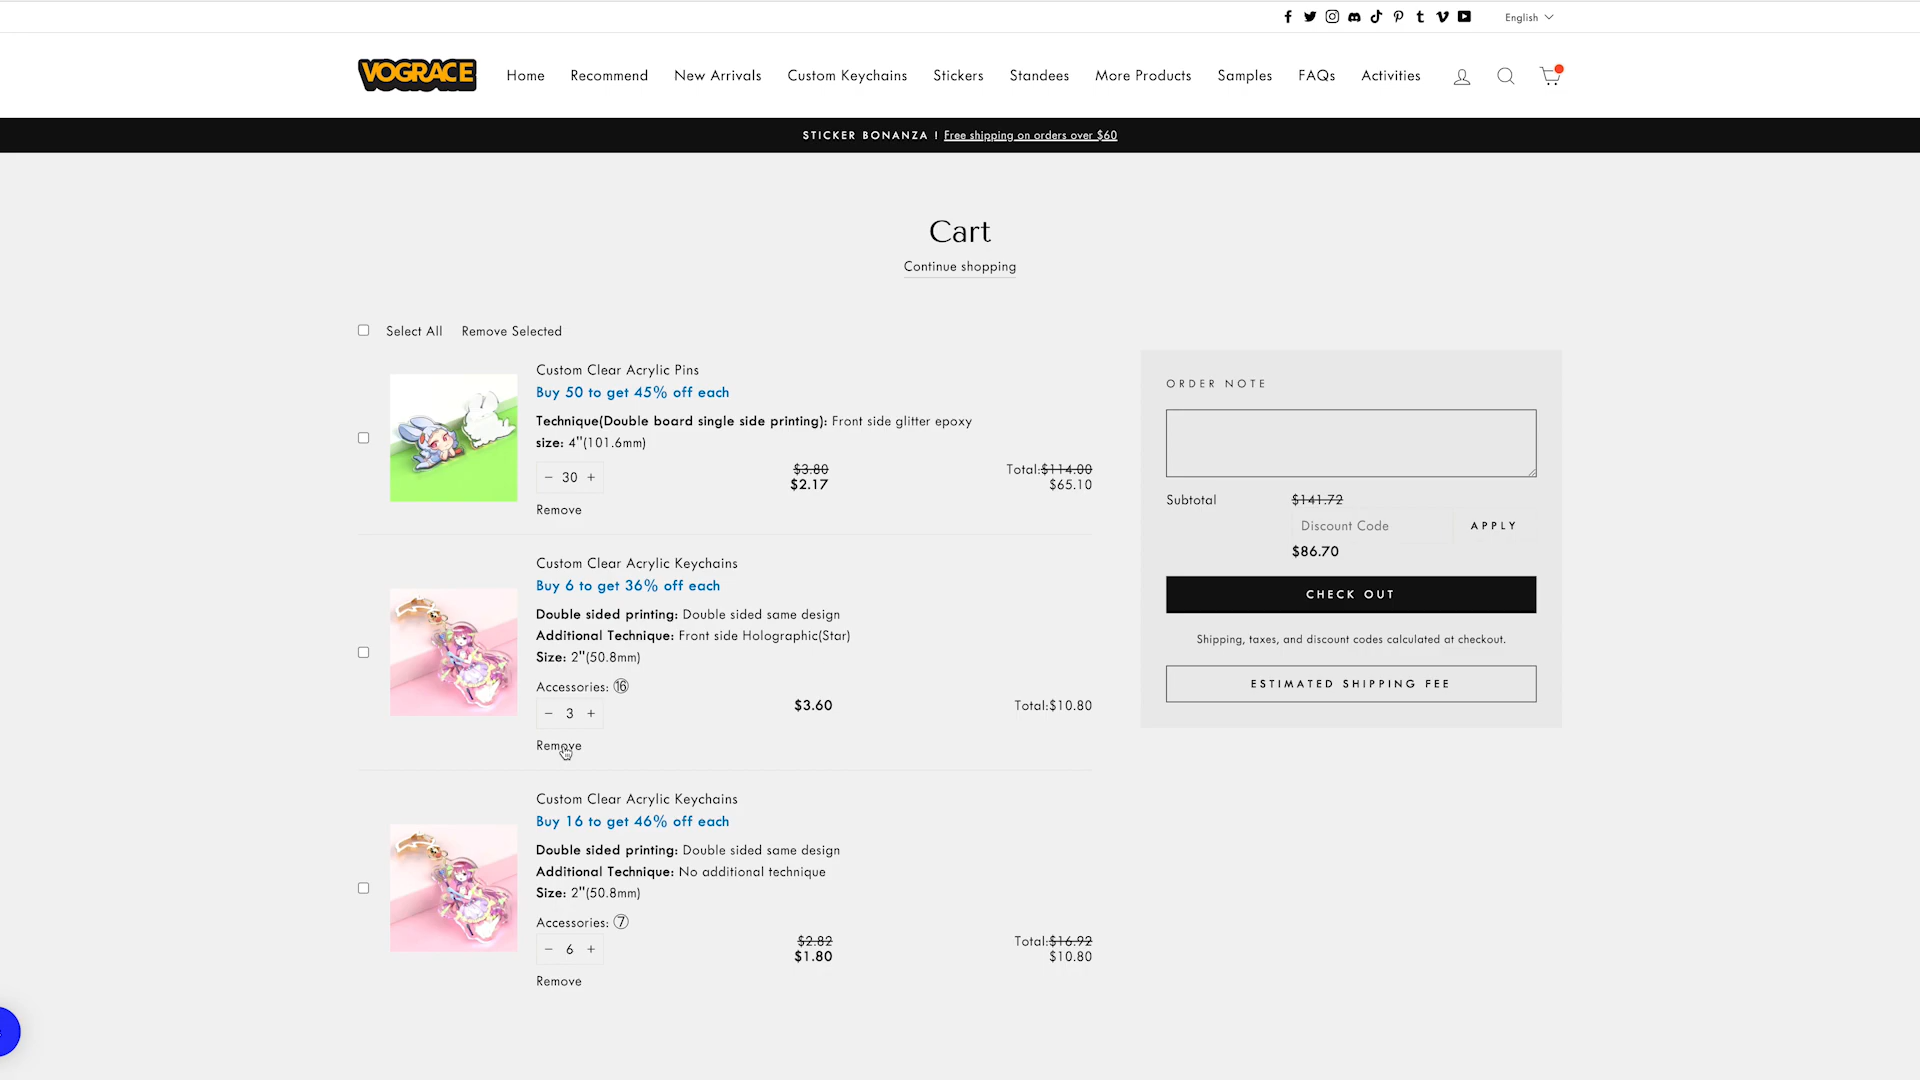 English
VOGRACE
Home
Recommend
New Arrivals
Custom Keychains
Stickers
Standees
More Products
Samples
FAQs
Activities
STICKER BONANZA ! Free shipping on orders over $60
Cart
Continue shopping
Select All
Remove Selected
Custom Clear Acrylic Pins
Buy 50 to get 45% off each
Technique(Double board single side printing): Front side glitter epoxy
size: 4"(101.6mm)
− 30 +
$3.80
$2.17
Total:$114.00
$65.10
Remove
Custom Clear Acrylic Keychains
Buy 6 to get 36% off each
Double sided printing: Double sided same design
Additional Technique: Front side Holographic(Star)
Size: 2"(50.8mm)
Accessories: ⑯
− 3 +
$3.60
Total:$10.80
Remove
Custom Clear Acrylic Keychains
Buy 16 to get 46% off each
Double sided printing: Double sided same design
Additional Technique: No additional technique
Size: 2"(50.8mm)
Accessories: ⑦
− 6 +
$2.82
$1.80
Total:$16.92
$10.80
Remove
ORDER NOTE
Subtotal
$141.72
Discount Code
APPLY
$86.70
CHECK OUT
Shipping, taxes, and discount codes calculated at checkout.
ESTIMATED SHIPPING FEE